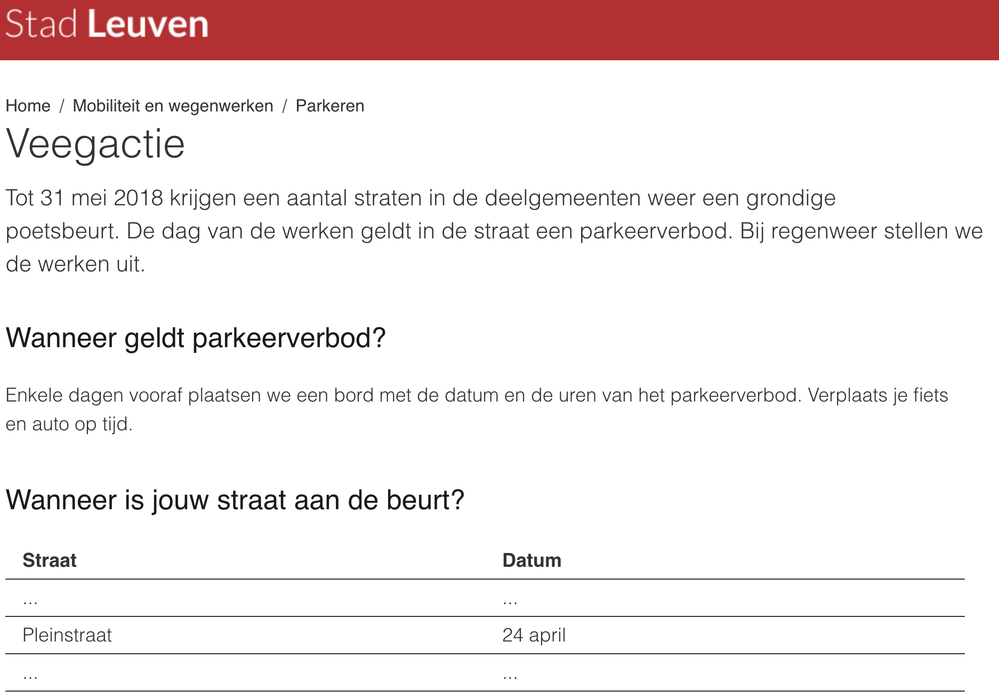 Stad Leuven
Home / Mobiliteit en wegenwerken / Parkeren
Veegactie
Tot 31 mei 2018 krijgen een aantal straten in de deelgemeenten weer een grondige
poetsbeurt. De dag van de werken geldt in de straat een parkeerverbod. Bij regenweer stellen we
de werken uit.
Wanneer geldt parkeerverbod?
Enkele dagen vooraf plaatsen we een bord met de datum en de uren van het parkeerverbod. Verplaats je fiets
en auto op tijd.
Wanneer is jouw straat aan de beurt?
Straat Datum
... ...
Pleinstraat 24 april
... ...